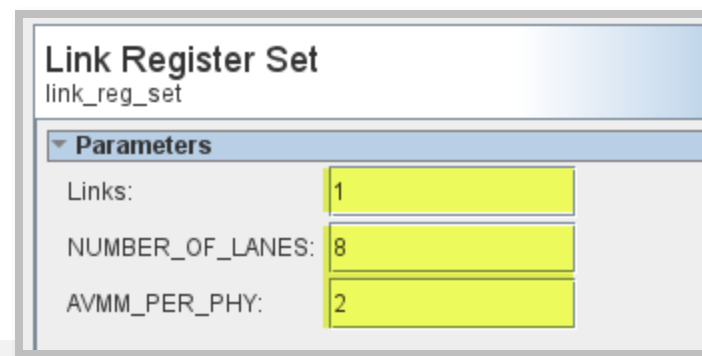 Link Register Set
link_reg_set
Parameters
Links: 1
NUMBER_OF_LANES: 8
AVMM_PER_PHY: 2